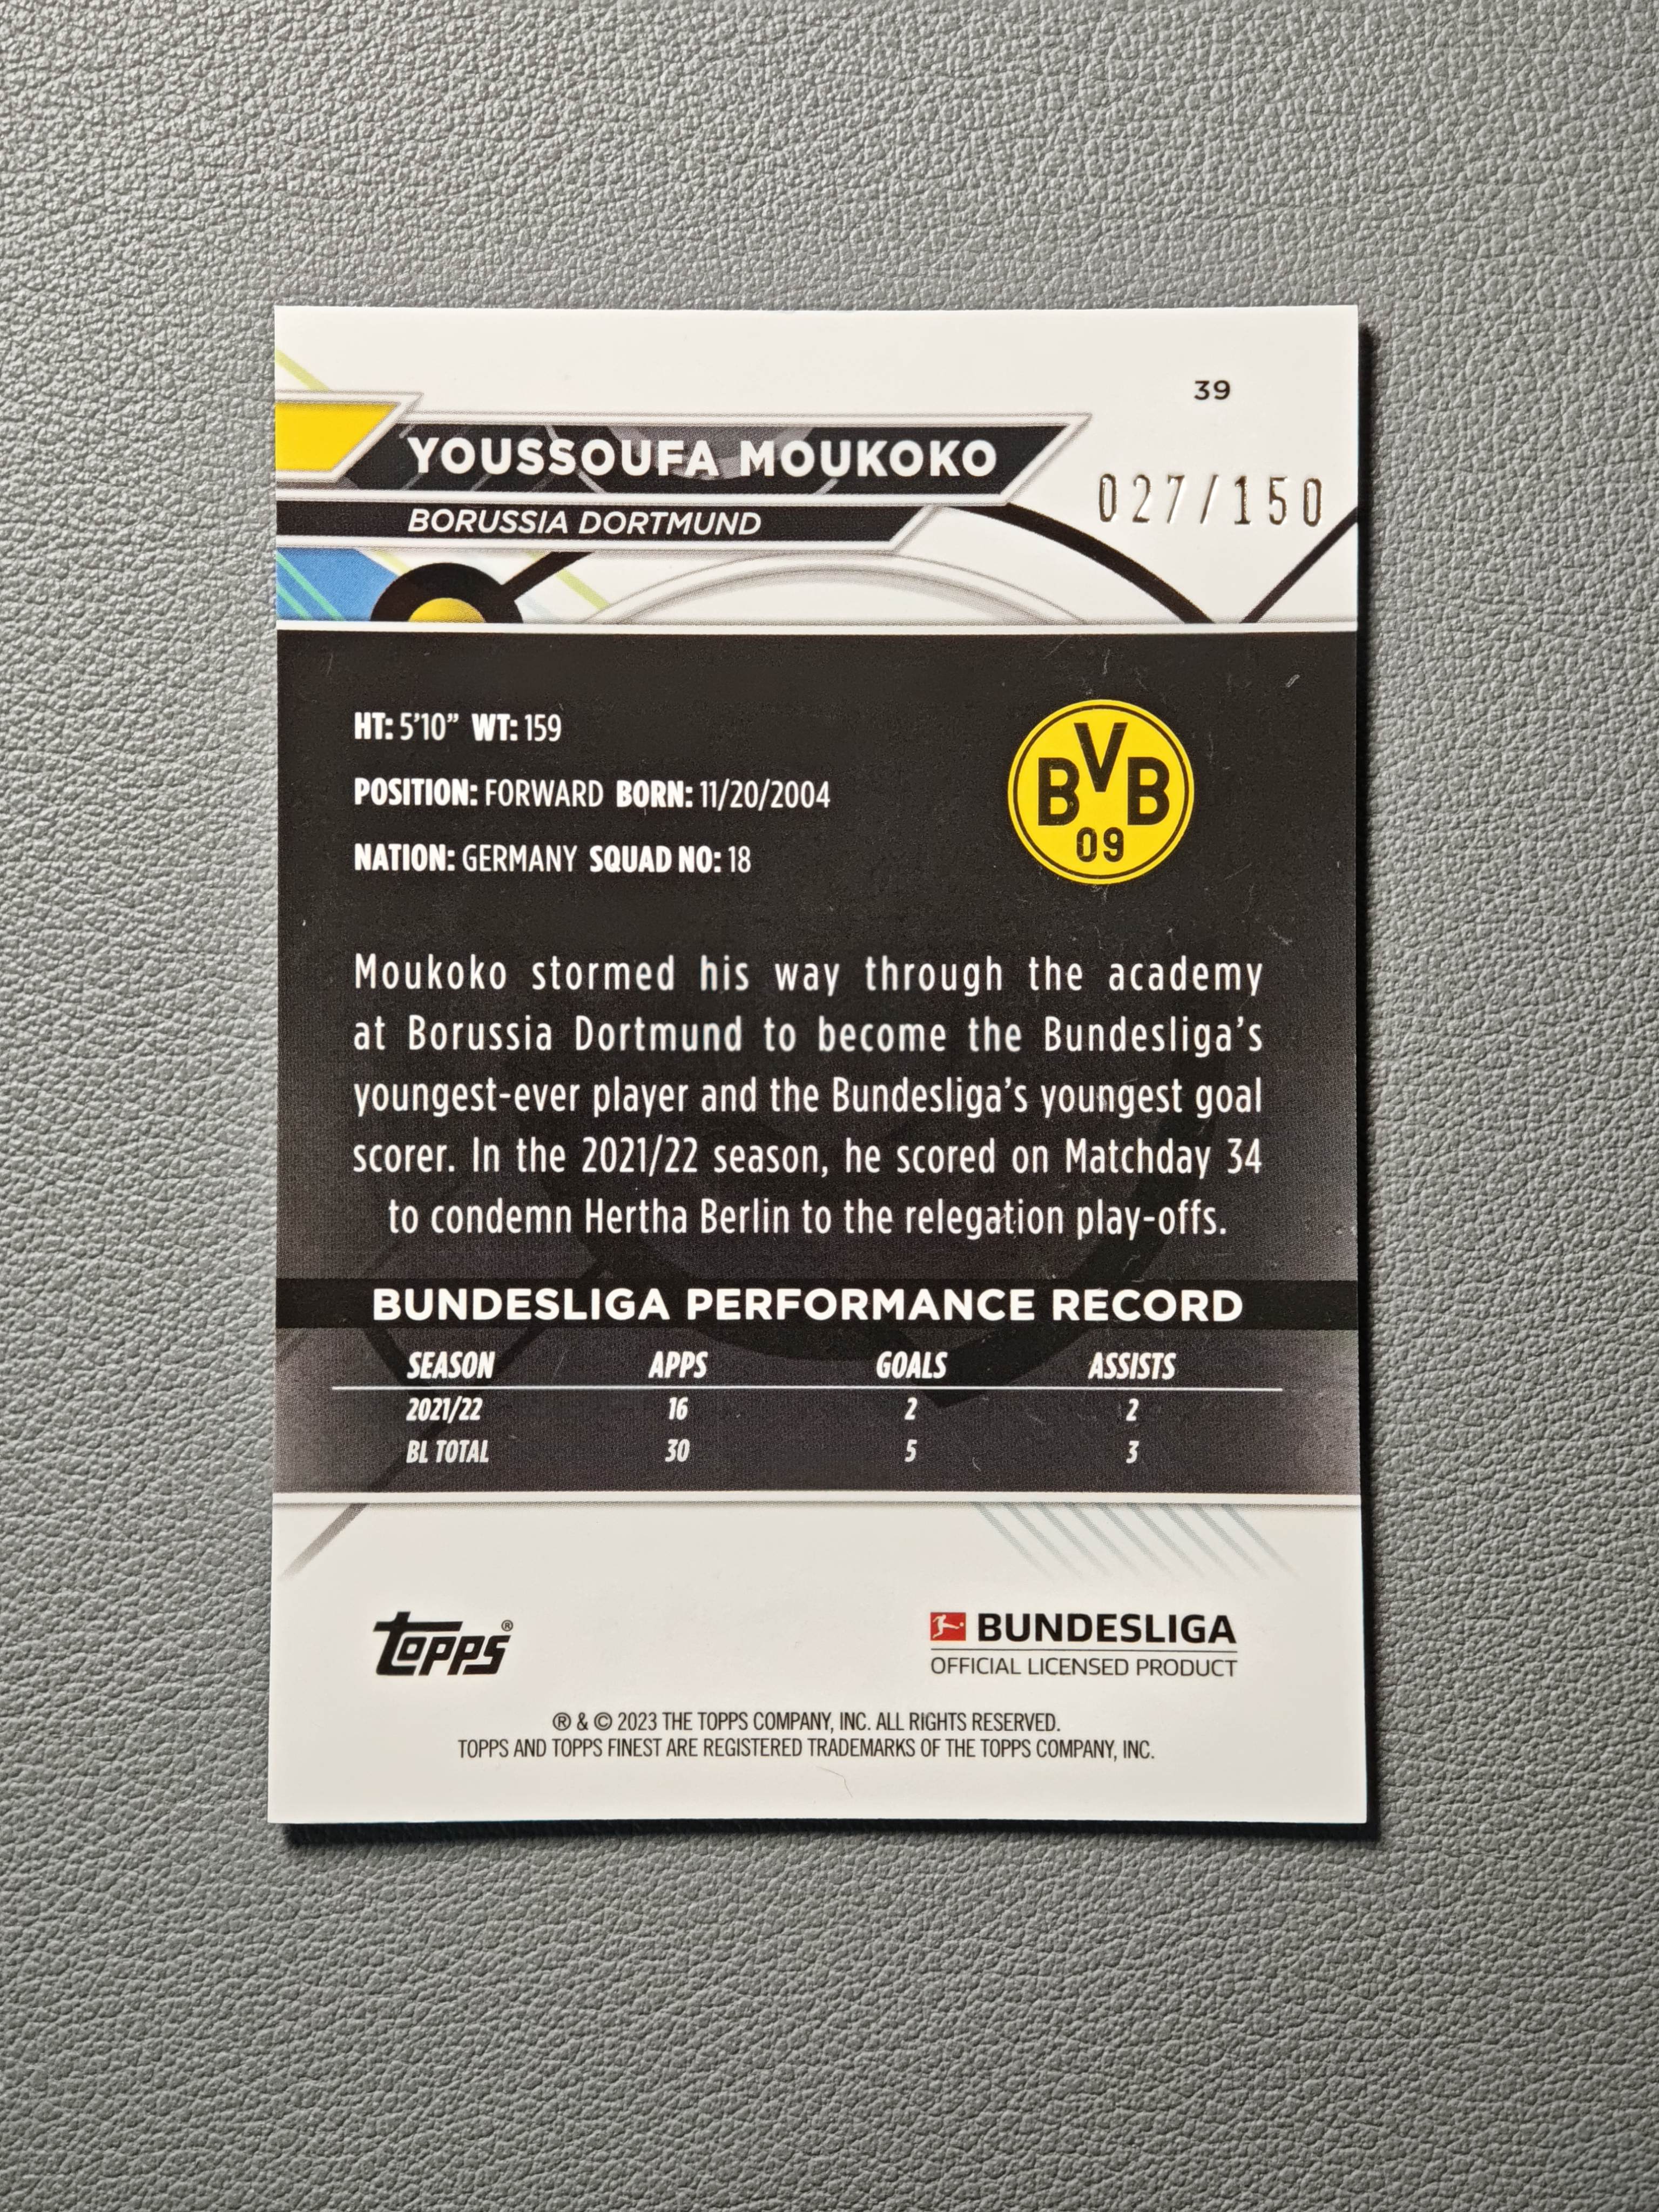 39
YOUSSOUFA MOUKOKO
027/150
BORUSSIA DORTMUND
HT: 5'10” WT: 159
POSITION: FORWARD BORN: 11/20/2004
NATION: GERMANY SQUAD NO: 18
BVB
09
Moukoko stormed his way through the academy
at Borussia Dortmund to become the Bundesliga's
youngest-ever player and the Bundesliga's youngest goal
scorer. In the 2021/22 season, he scored on Matchday 34
to condemn Hertha Berlin to the relegation play-offs.
BUNDESLIGA PERFORMANCE RECORD
SEASON APPS GOALS ASSISTS
2021/22 16 2 2
BL TOTAL 30 5 3
topps®
BUNDESLIGA
OFFICIAL LICENSED PRODUCT
® & © 2023 THE TOPPS COMPANY, INC. ALL RIGHTS RESERVED.
TOPPS AND TOPPS FINEST ARE REGISTERED TRADEMARKS OF THE TOPPS COMPANY, INC.